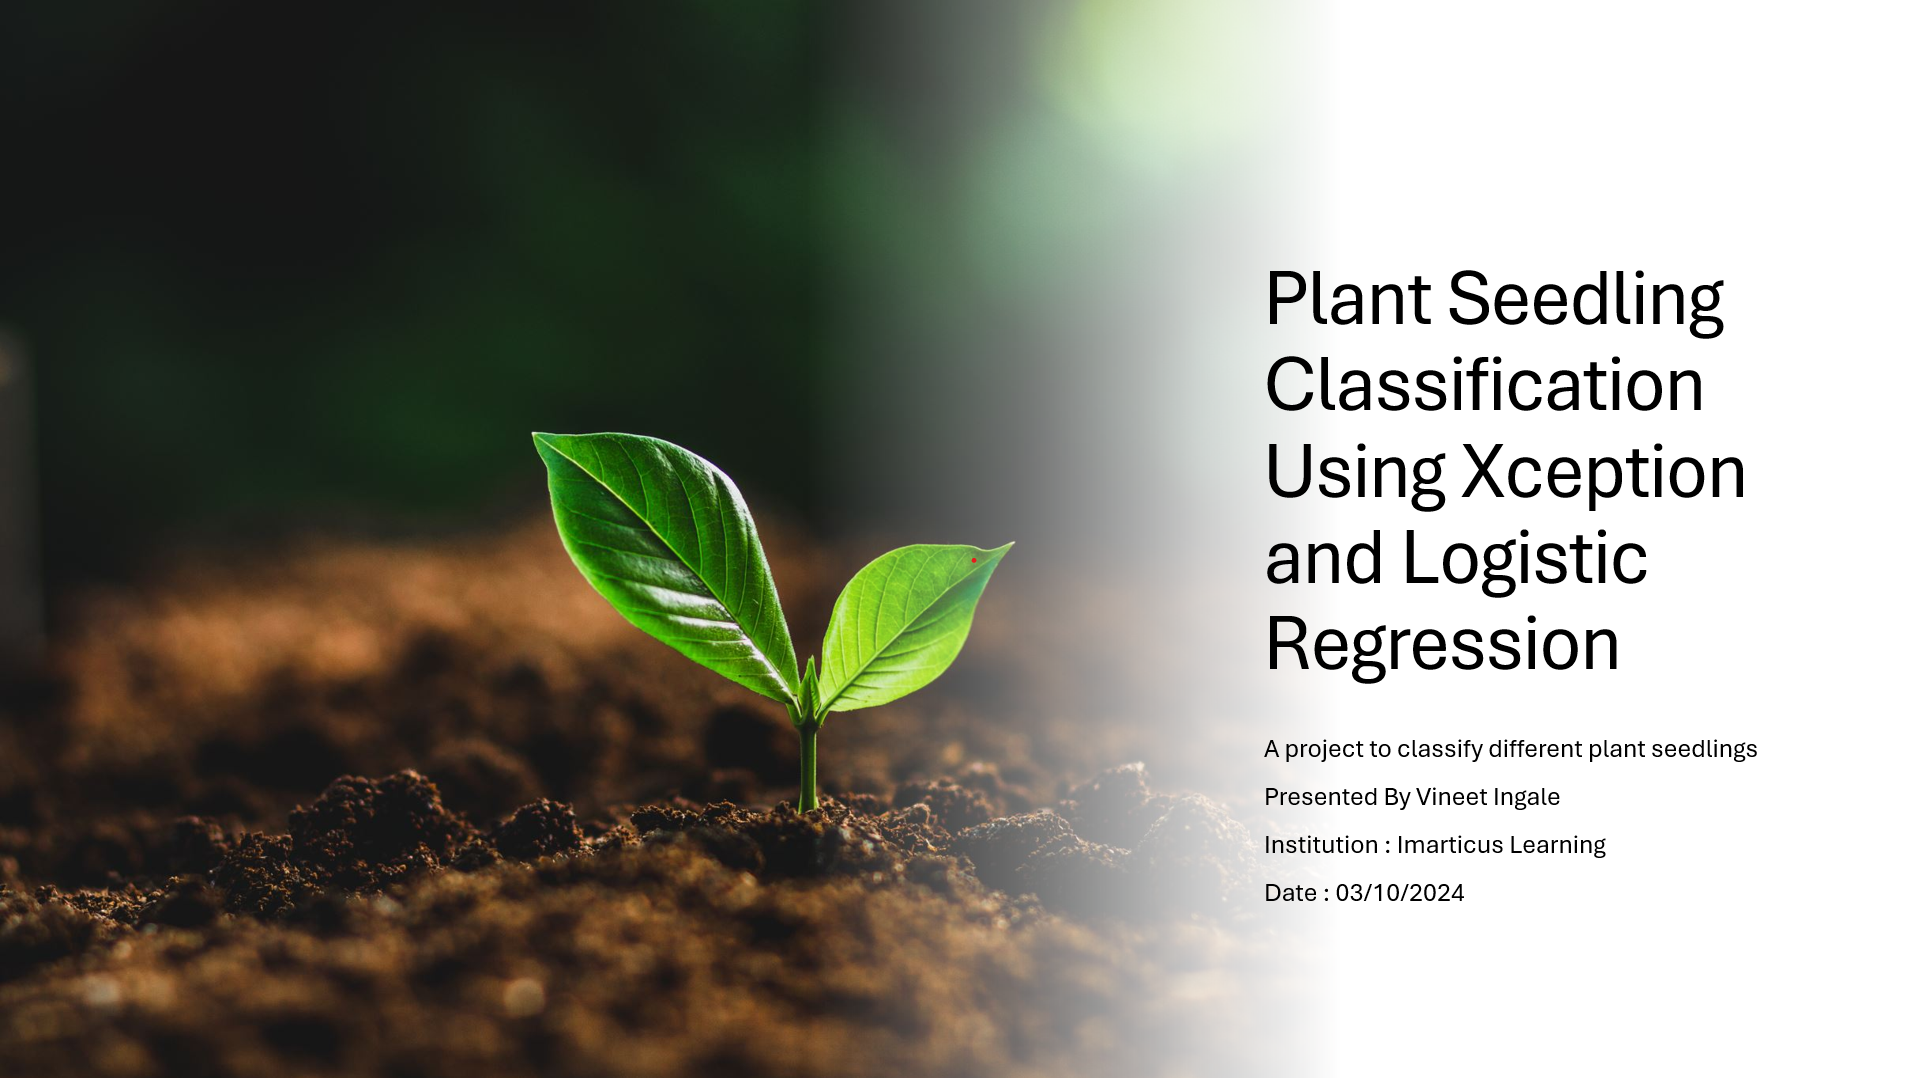 Plant Seedling
Classification
Using Xception
and Logistic
Regression
A project to classify different plant seedlings
Presented By Vineet Ingale
Institution : Imarticus Learning
Date : 03/10/2024